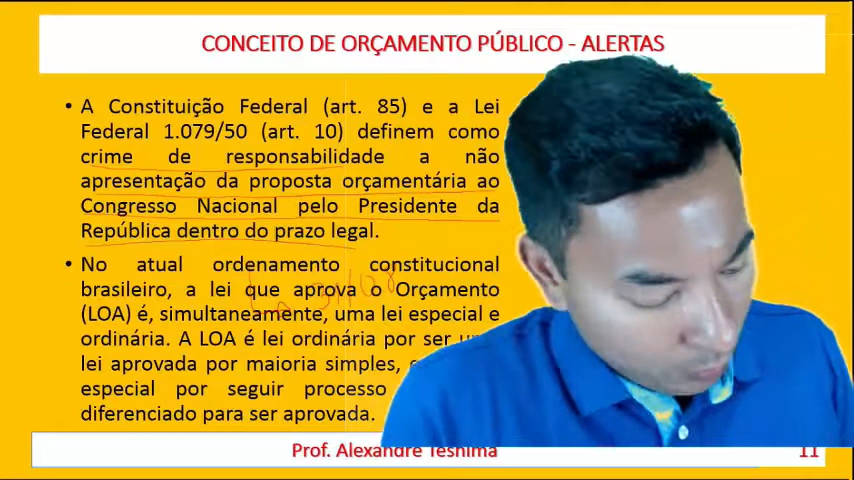 CONCEITO DE ORÇAMENTO PÚBLICO - ALERTAS
• A Constituição Federal (art. 85) e a Lei
Federal 1.079/50 (art. 10) definem como
crime de responsabilidade a não
apresentação da proposta orçamentária ao
Congresso Nacional pelo Presidente da
República dentro do prazo legal.
• No atual ordenamento constitucional
brasileiro, a lei que aprova o Orçamento
(LOA) é, simultaneamente, uma lei especial e
ordinária. A LOA é lei ordinária por ser
lei aprovada por maioria simples,
especial por seguir processo
diferenciado para ser aprovada.
31/08
Prof. Alexandre Teshima
11